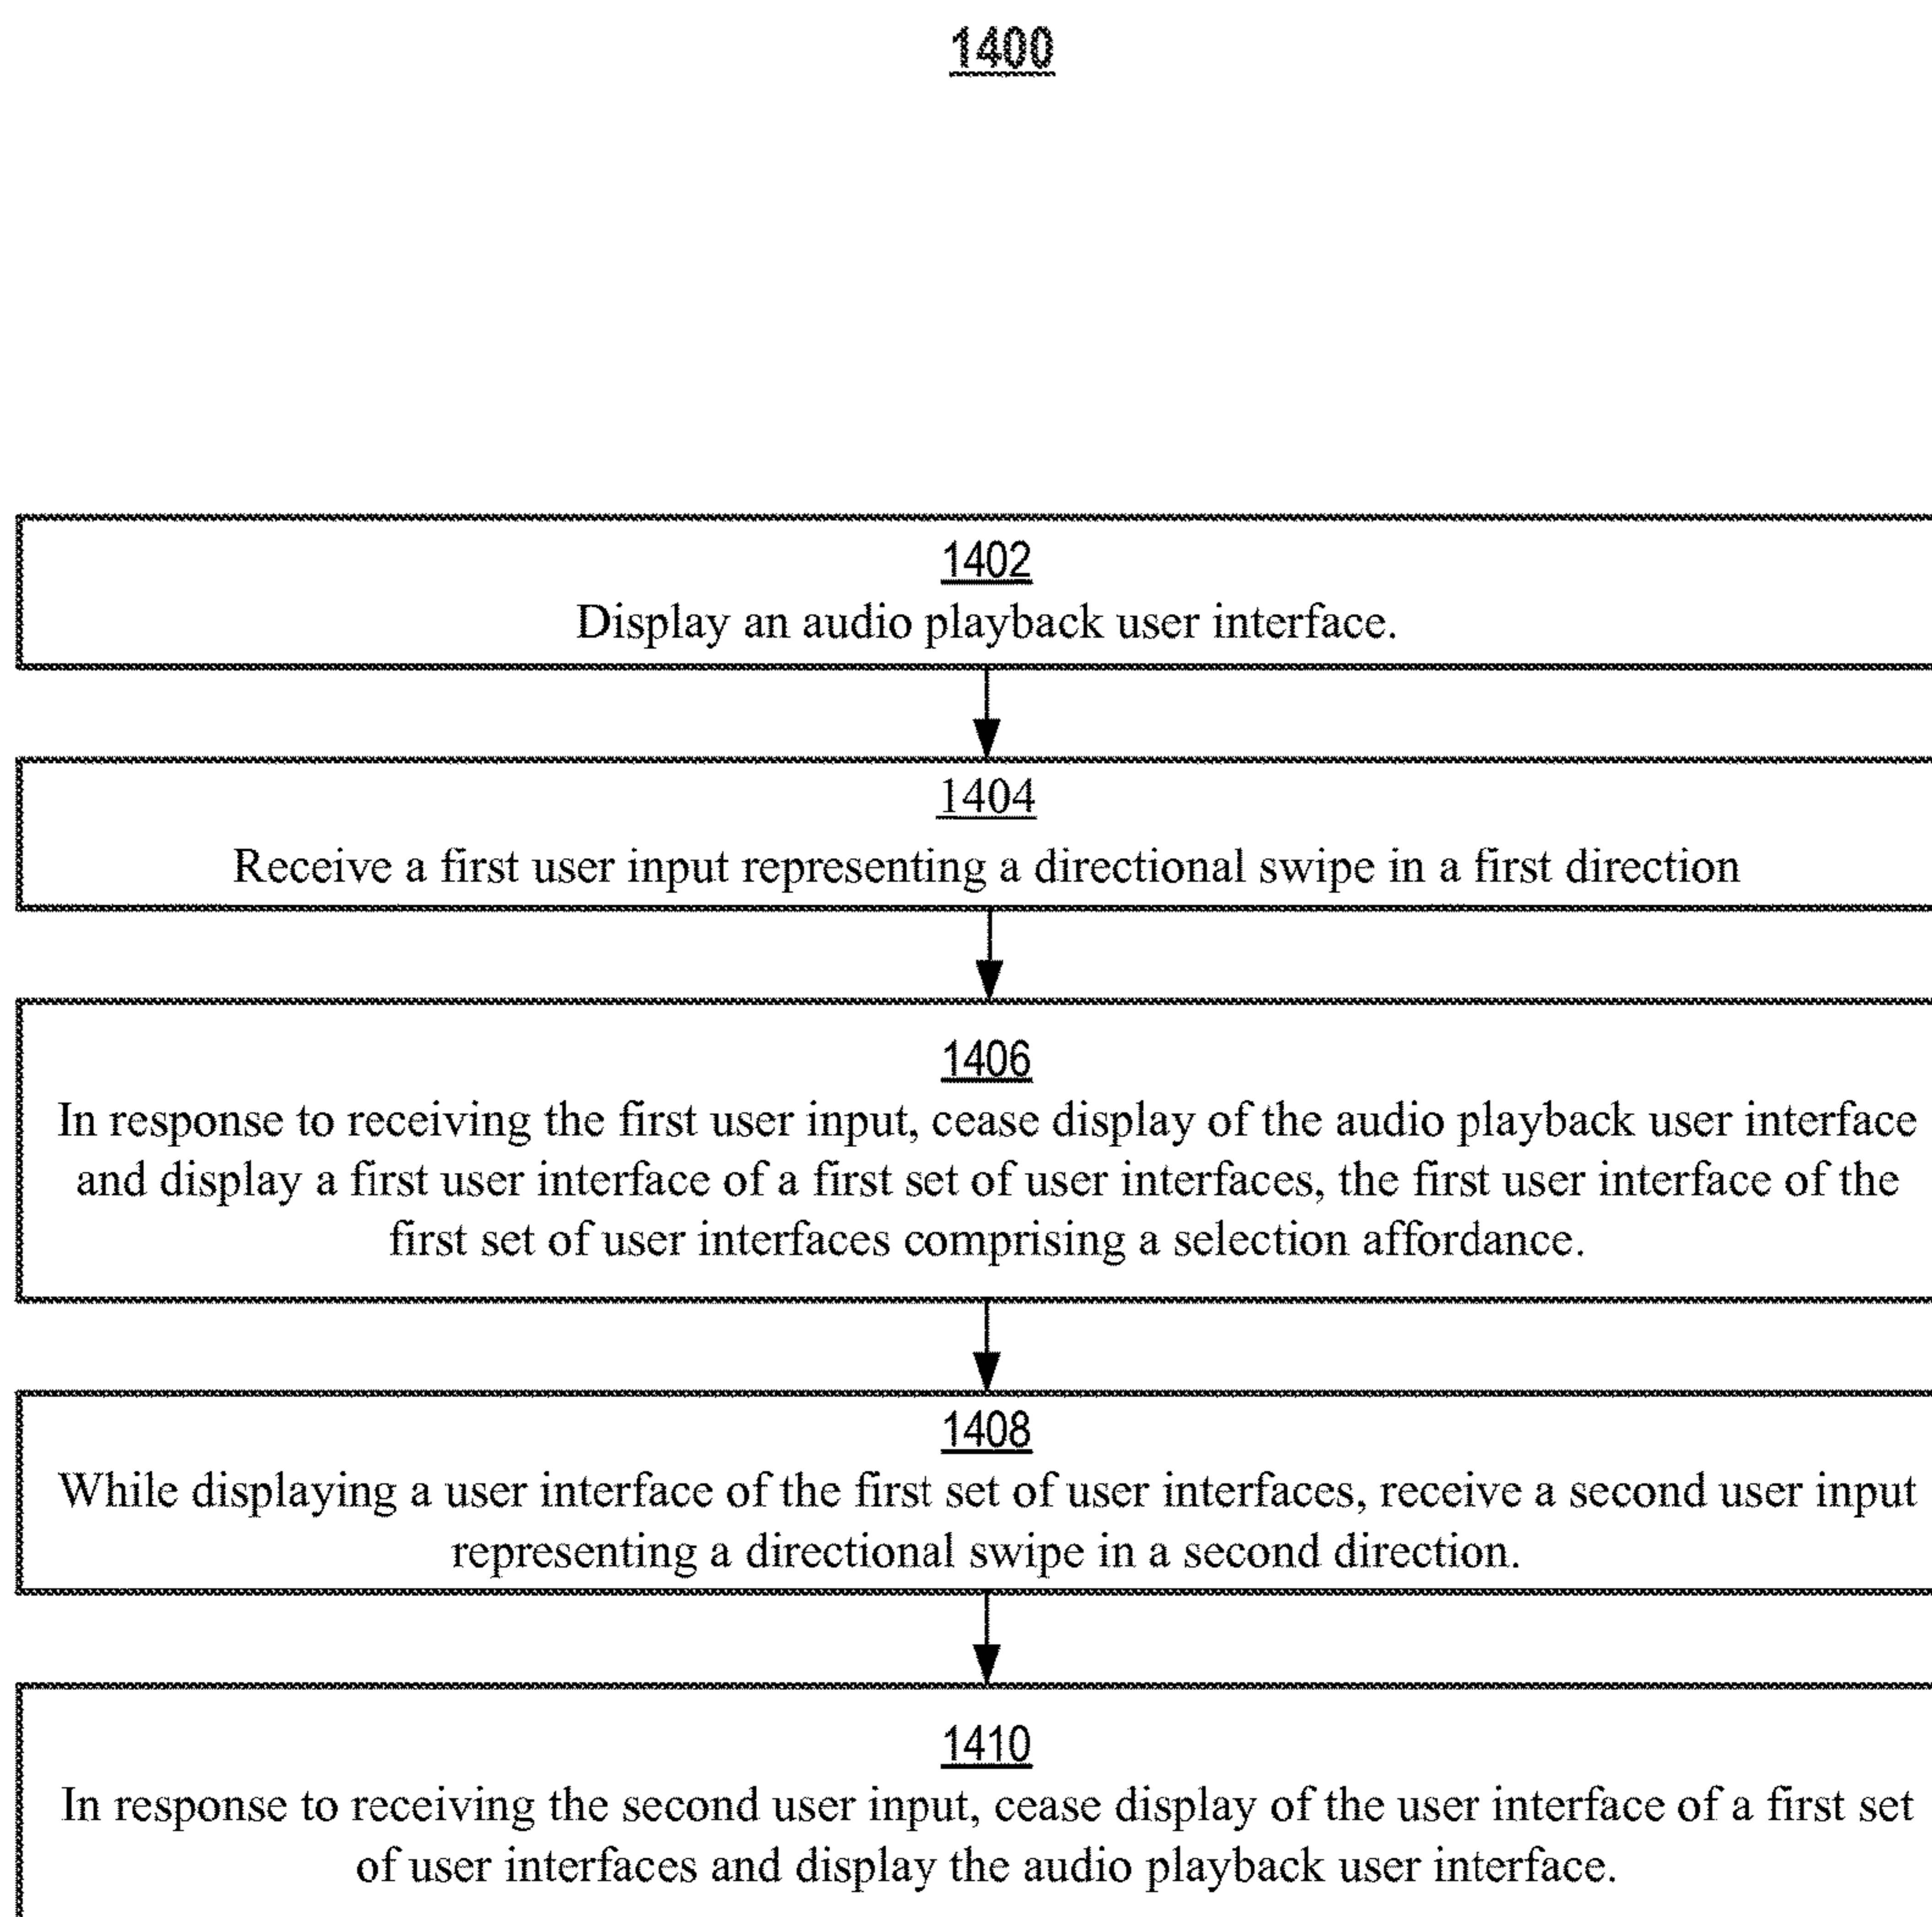 1400
1402
Display an audio playback user interface.
1404
Receive a first user input representing a directional swipe in a first direction
1406
In response to receiving the first user input, cease display of the audio playback user interface
and display a first user interface of a first set of user interfaces, the first user interface of the
first set of user interfaces comprising a selection affordance.
1408
While displaying a user interface of the first set of user interfaces, receive a second user input
representing a directional swipe in a second direction.
1410
In response to receiving the second user input, cease display of the user interface of a first set
of user interfaces and display the audio playback user interface.